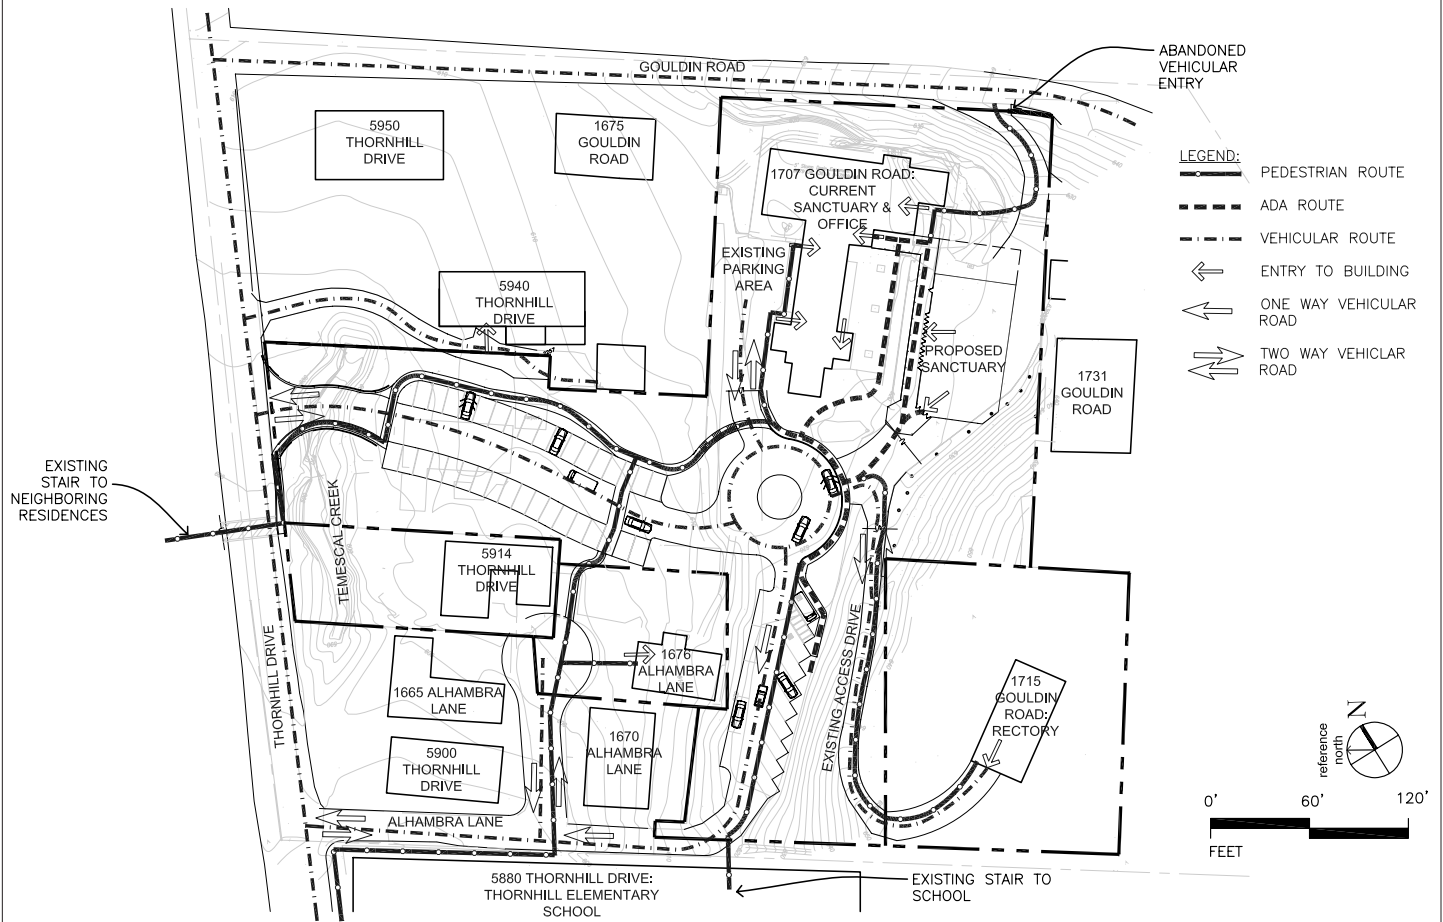 GOULDIN ROAD
ABANDONED
VEHICULAR
ENTRY
5950
THORNHILL
DRIVE
1675
GOULDIN
ROAD
1707 GOULDIN ROAD:
CURRENT
SANCTUARY &
OFFICE
LEGEND:
PEDESTRIAN ROUTE
ADA ROUTE
VEHICULAR ROUTE
ENTRY TO BUILDING
ONE WAY VEHICULAR
ROAD
TWO WAY VEHICLAR
ROAD
EXISTING
PARKING
AREA
5940
THORNHILL
DRIVE
PROPOSED
SANCTUARY
1731
GOULDIN
ROAD
EXISTING
STAIR TO
NEIGHBORING
RESIDENCES
TEMESCAL CREEK
5914
THORNHILL
DRIVE
THORNHILL DRIVE
1676
ALHAMBRA
LANE
1665 ALHAMBRA
LANE
EXISTING ACCESS DRIVE
1715
GOULDIN
ROAD:
RECTORY
1670
ALHAMBRA
LANE
5900
THORNHILL
DRIVE
ALHAMBRA LANE
N
reference
north
0'
60'
120'
FEET
5880 THORNHILL DRIVE:
THORNHILL ELEMENTARY
SCHOOL
EXISTING STAIR TO
SCHOOL